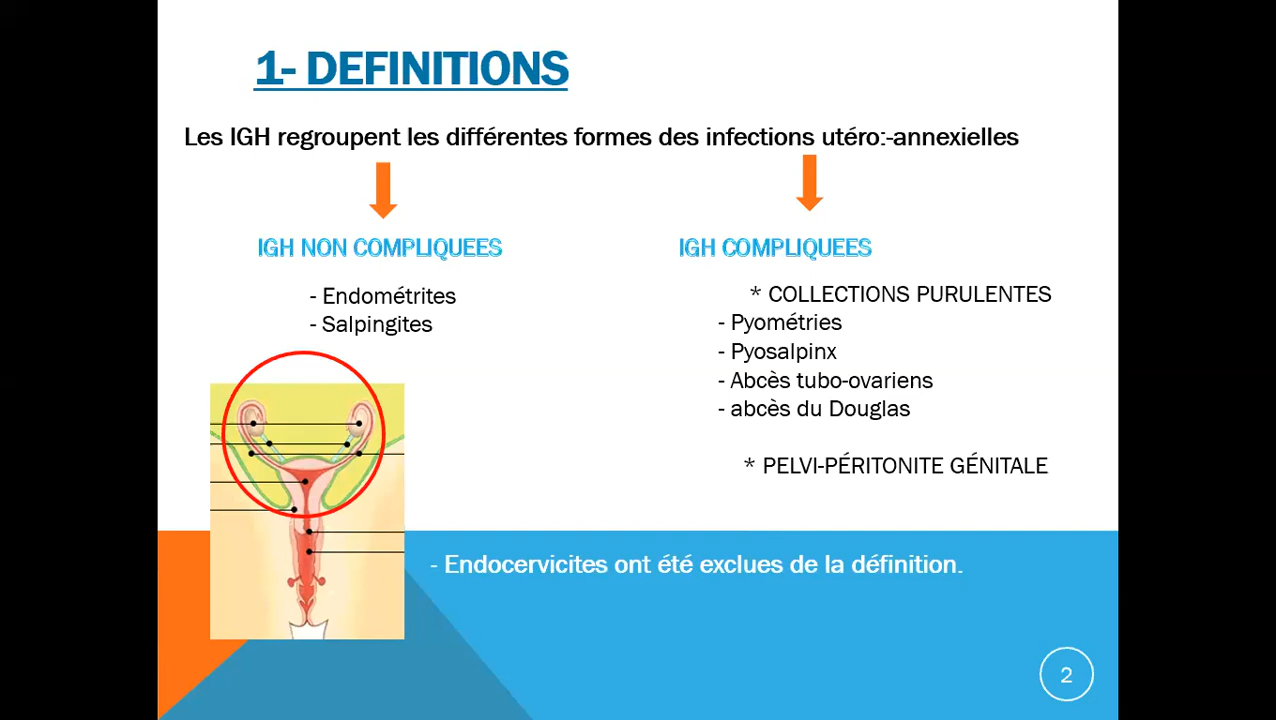 1- DEFINITIONS
Les IGH regroupent les différentes formes des infections utéro:-annexielles
IGH NON COMPLIQUEES
- Endométrites
- Salpingites
IGH COMPLIQUEES
* COLLECTIONS PURULENTES
- Pyométries
- Pyosalpinx
- Abcès tubo-ovariens
- abcès du Douglas
* PELVI-PÉRITONITE GÉNITALE
- Endocervicites ont été exclues de la définition.
2